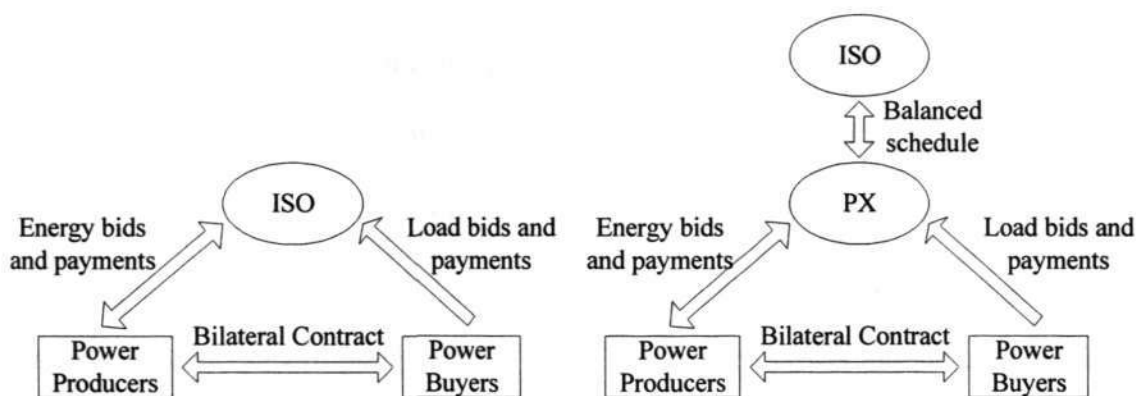 ISO
Energy bids
and payments
Load bids and
payments
Bilateral Contract
Power
Producers
Power
Buyers
ISO
Balanced
schedule
PX
Energy bids
and payments
Load bids and
payments
Bilateral Contract
Power
Producers
Power
Buyers